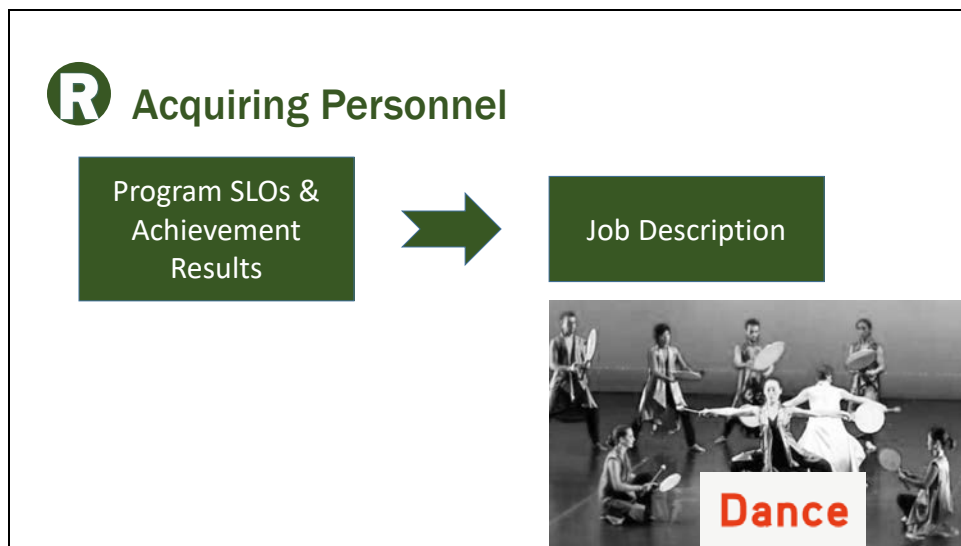 R Acquiring Personnel
Program SLOs &
Achievement
Results
Job Description
Dance